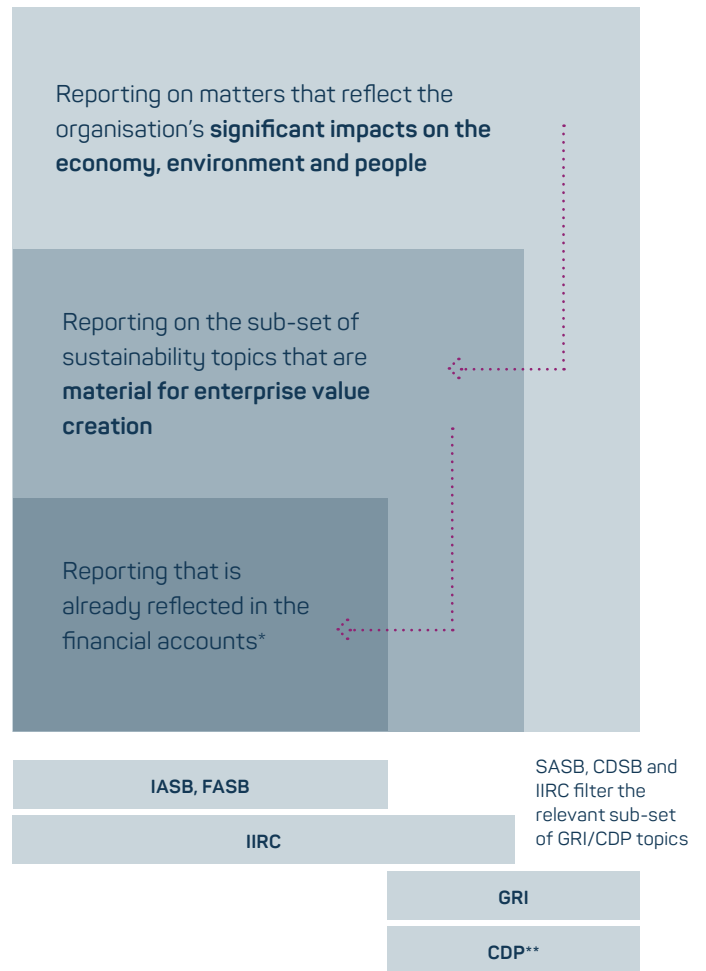 Reporting on matters that reflect the
organisation’s significant impacts on the
economy, environment and people
Reporting on the sub-set of
sustainability topics that are
material for enterprise value
creation
Reporting that is
already reflected in the
financial accounts*
IASB, FASB
SASB, CDSB and
IIRC filter the
relevant sub-set
of GRI/CDP topics
IIRC
GRI
CDP**